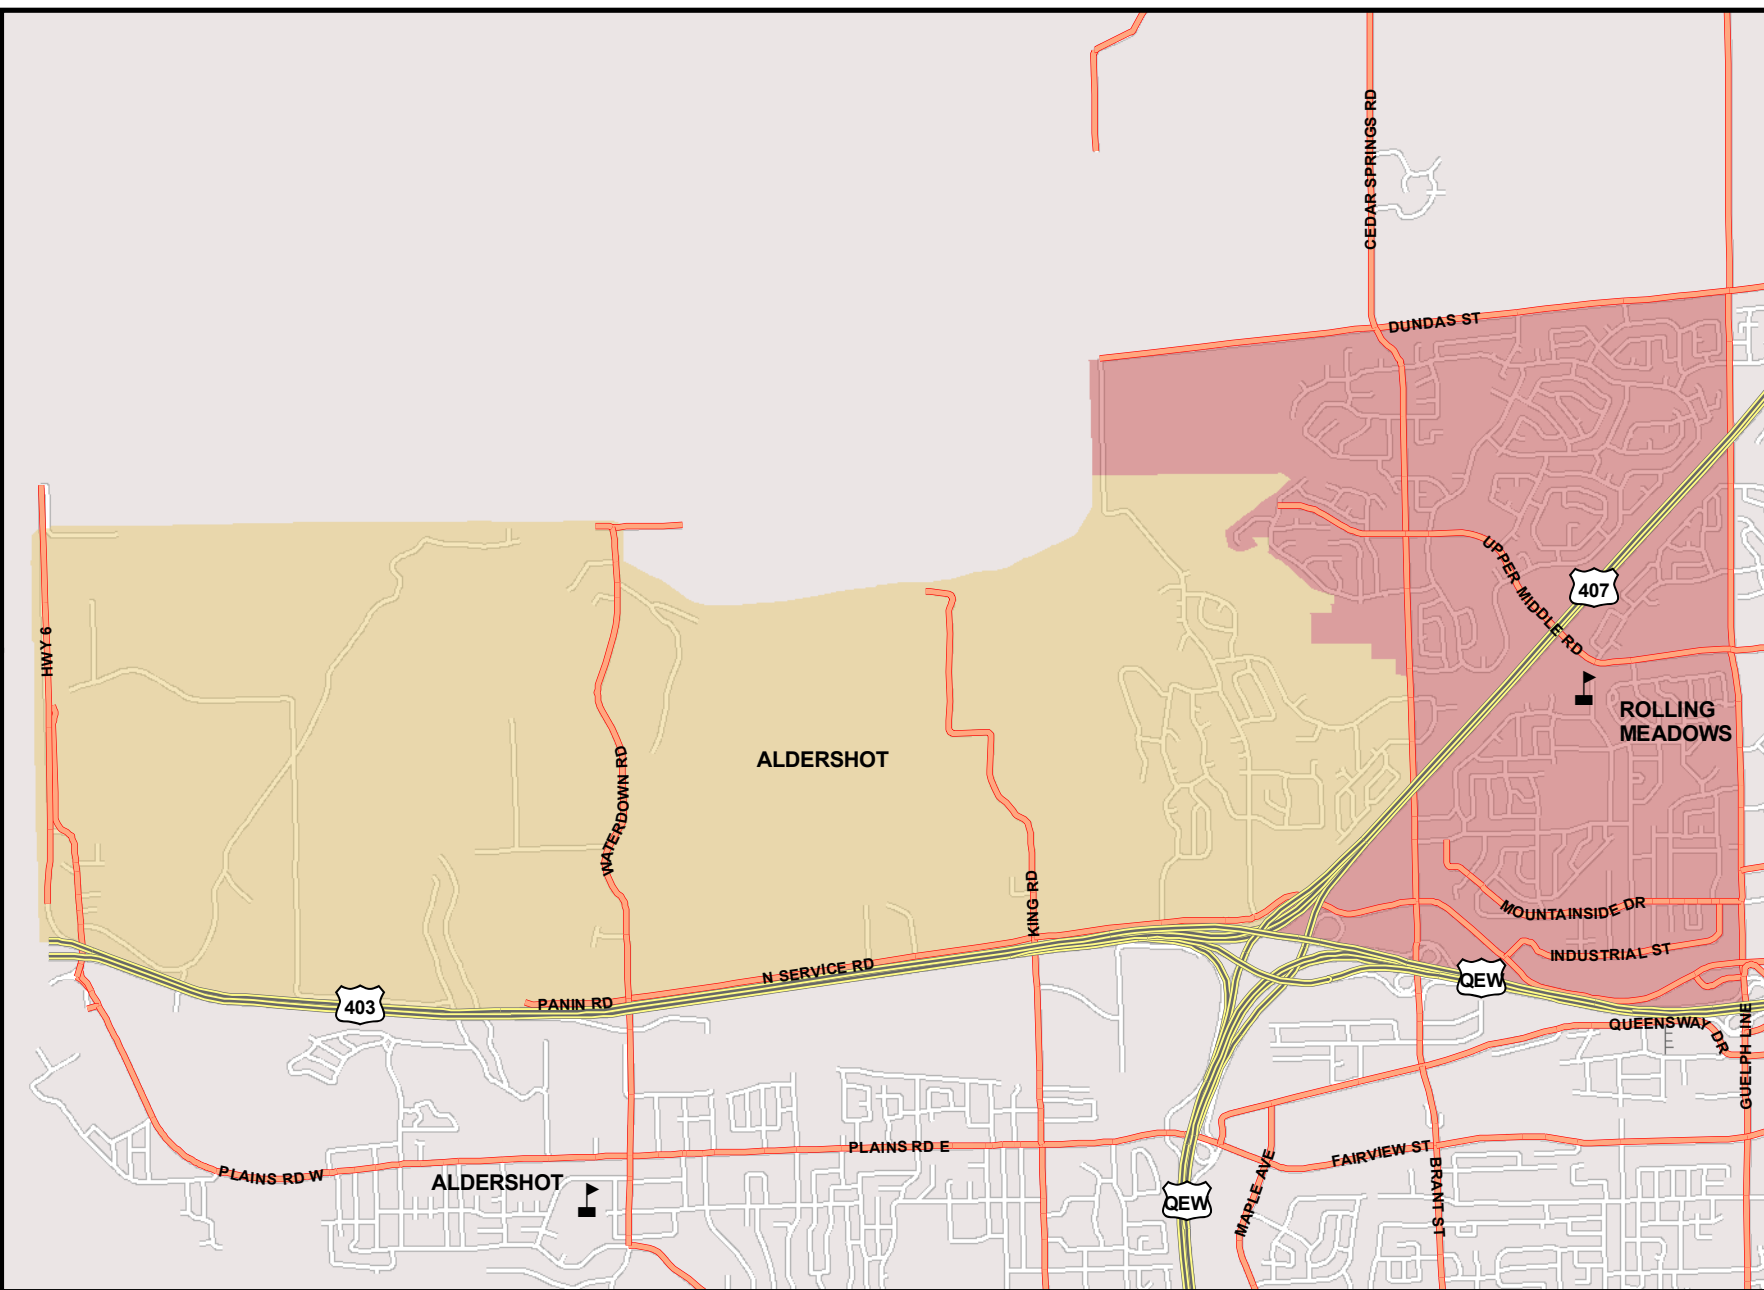 CEDAR SPRINGS RD
DUNDAS ST
UPPER MIDDLE RD
407
HWY 6
ROLLING
MEADOWS
ALDERSHOT
WATERDOWN RD
KING RD
MOUNTAINSIDE DR
INDUSTRIAL ST
N SERVICE RD
QEW
403
PANIN RD
QUEENSWAY DR
GUELPH LINE
PLAINS RD E
FAIRVIEW ST
PLAINS RD W
ALDERSHOT
MAPLE AVE
BRANT ST
QEW